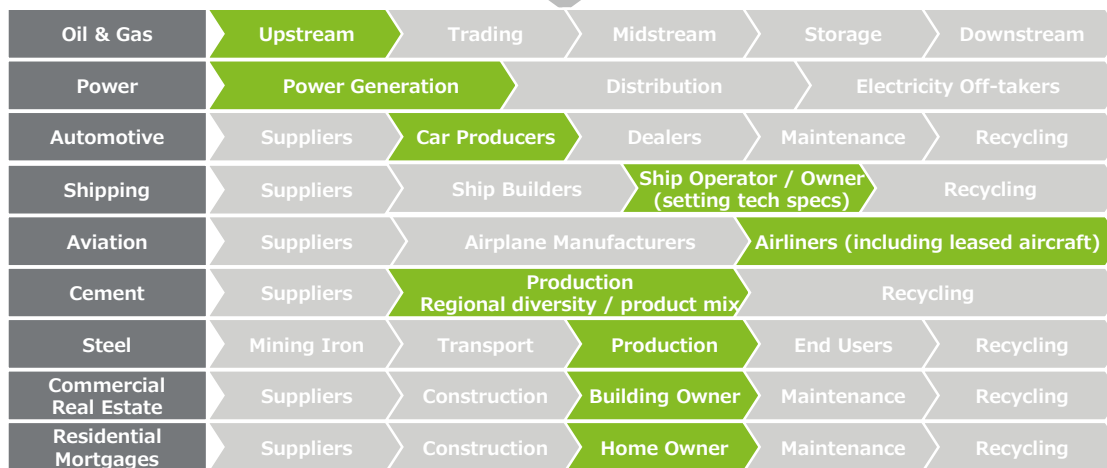 Oil & Gas
Upstream
Trading
Midstream
Storage
Downstream
Power
Power Generation
Distribution
Electricity Off-takers
Automotive
Suppliers
Car Producers
Dealers
Maintenance
Recycling
Shipping
Suppliers
Ship Builders
Ship Operator / Owner
(setting tech specs)
Recycling
Aviation
Suppliers
Airplane Manufacturers
Airliners (including leased aircraft)
Cement
Suppliers
Production
Regional diversity / product mix
Recycling
Steel
Mining Iron
Transport
Production
End Users
Recycling
Commercial
Real Estate
Suppliers
Construction
Building Owner
Maintenance
Recycling
Residential
Mortgages
Suppliers
Construction
Home Owner
Maintenance
Recycling